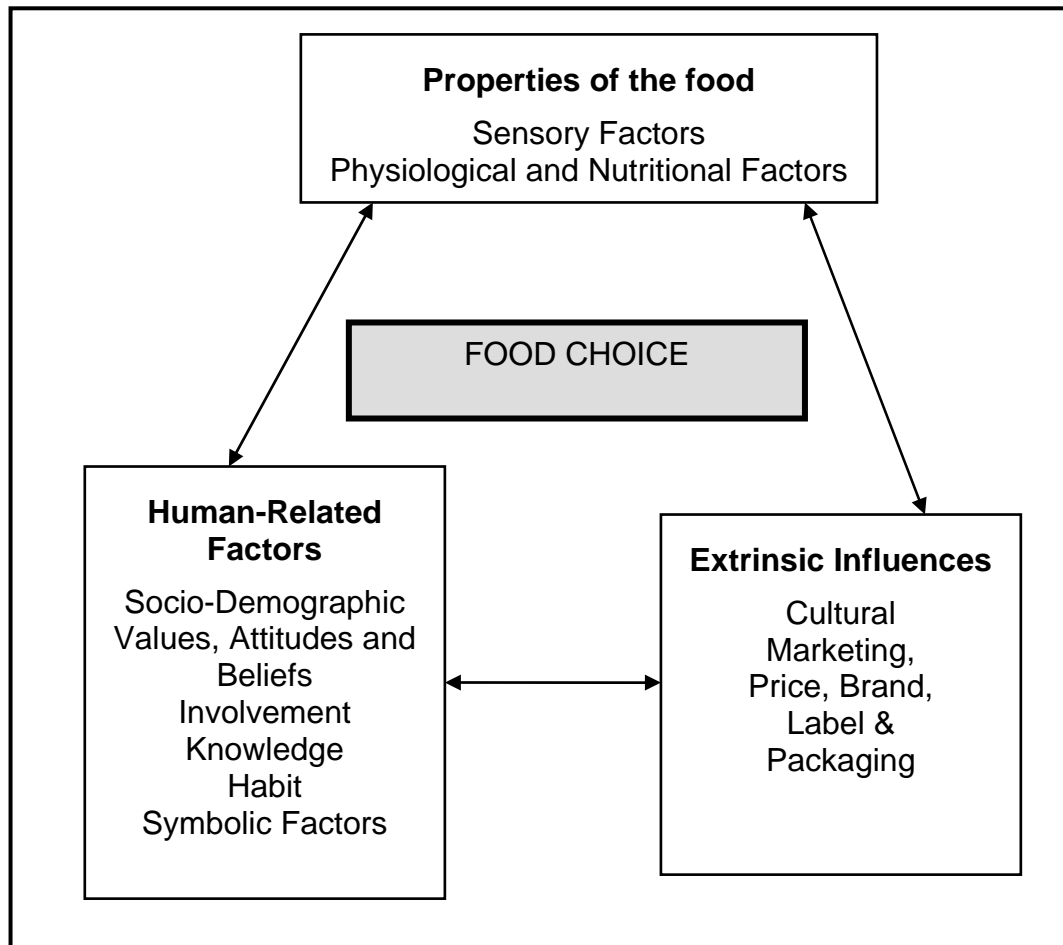 Properties of the food
Sensory Factors
Physiological and Nutritional Factors
FOOD CHOICE
Human-Related
Factors
Socio-Demographic
Values, Attitudes and
Beliefs
Involvement
Knowledge
Habit
Symbolic Factors
Extrinsic Influences
Cultural
Marketing,
Price, Brand,
Label &
Packaging